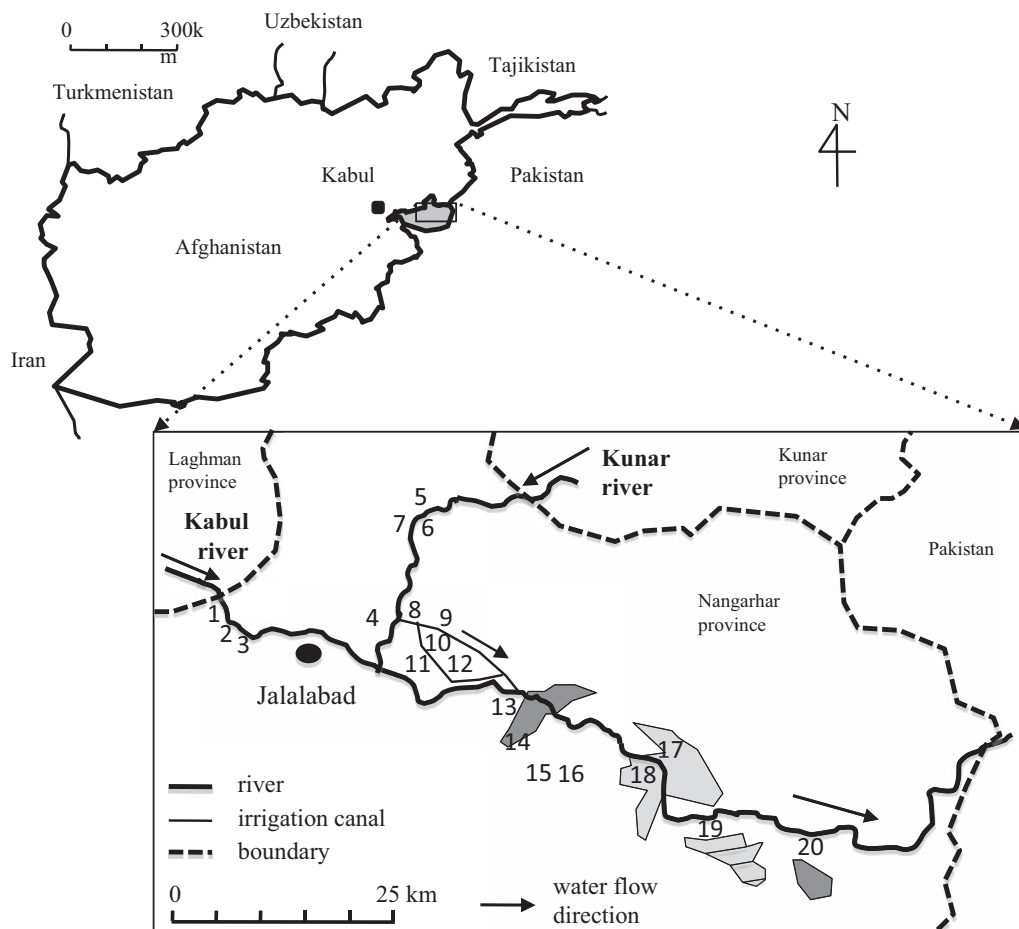 0 300k
m
Uzbekistan
Tajikistan
Turkmenistan
N
Kabul
Pakistan
Afghanistan
Iran
Laghman
province
Kabul
river
Kunar
river
Kunar
province
Pakistan
Nangarhar
province
5
7 6
1
2
3
4
8
9
10
11 12
13
14
15 16
17
18
19
20
Jalalabad
river
irrigation canal
boundary
0 25 km
water flow
direction